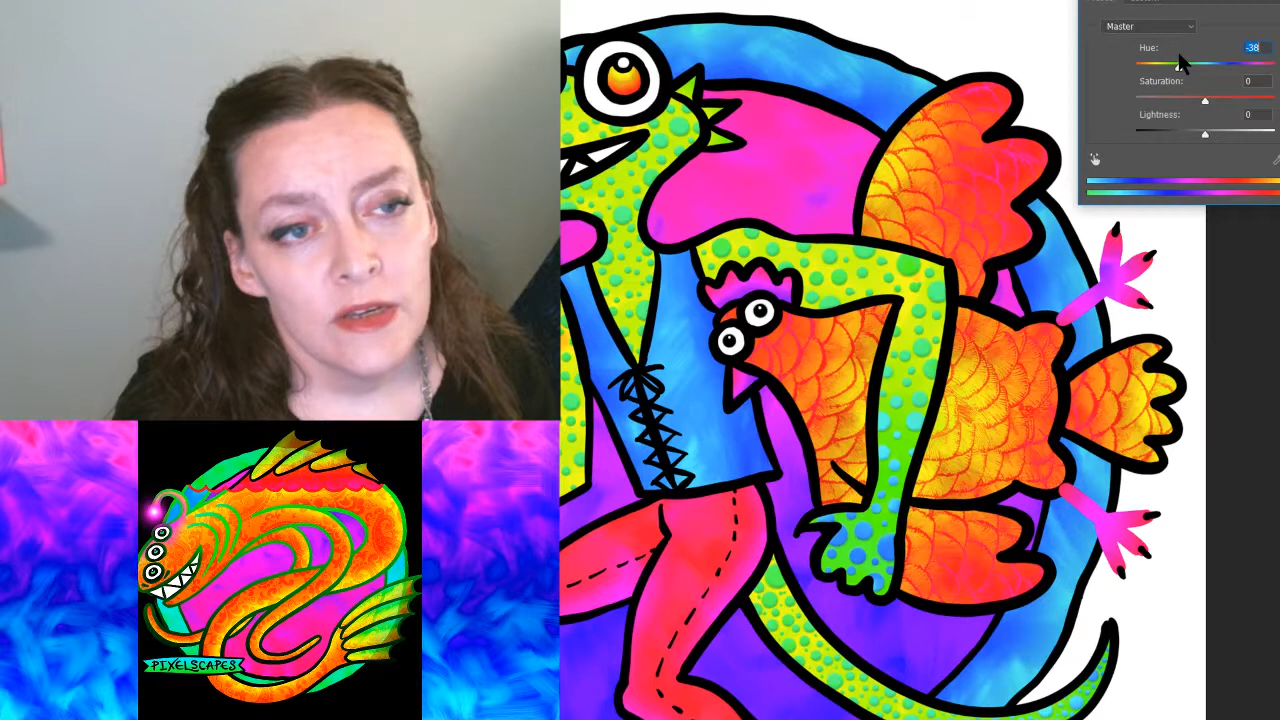 Master
Hue:
-38
Saturation:
0
Lightness:
0
PIXELSCAPES